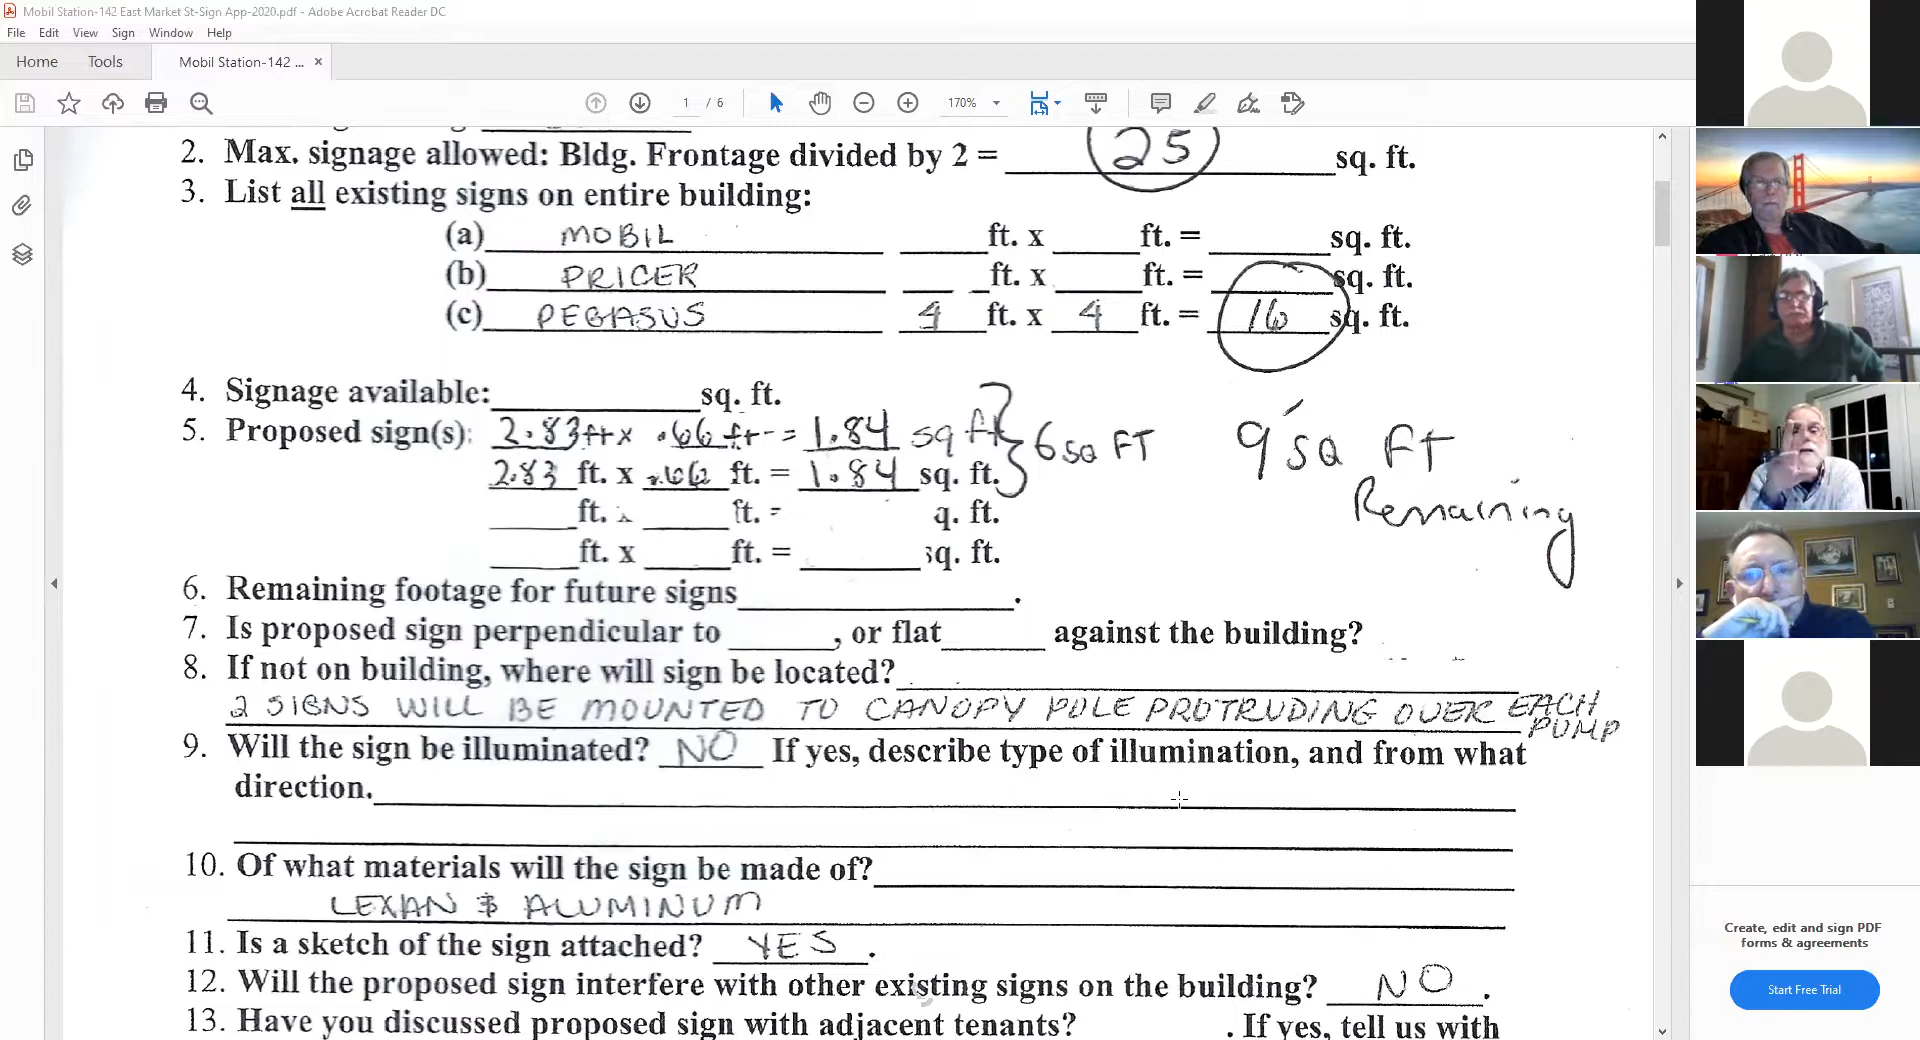 Mobil Station-142 East Market St-Sign App-2020.pdf - Adobe Acrobat Reader DC
File Edit View Sign Window Help
Home Tools Mobil Station-142 ... ×
1 / 6 170%
2. Max. signage allowed: Bldg. Frontage divided by 2 = 25 sq. ft.
3. List all existing signs on entire building:
(a) MOBIL ft. x ft. = sq. ft.
(b) PRICER ft. x ft. = sq. ft.
(c) PEGASUS 4 ft. x 4 ft. = 16 sq. ft.
4. Signage available: sq. ft.
5. Proposed sign(s): 2.83 ft x .66 ft = 1.84 sq ft
2.83 ft. x .66 ft. = 1.84 sq. ft.
6 SQ FT
9 SQ FT
Remaining
ft. ft. q. ft.
ft. x ft. = sq. ft.
6. Remaining footage for future signs .
7. Is proposed sign perpendicular to , or flat against the building?
8. If not on building, where will sign be located?
2 SIGNS WILL BE MOUNTED TO CANOPY POLE PROTRUDING OVER EACH
PUMP
9. Will the sign be illuminated? NO If yes, describe type of illumination, and from what
direction.
10. Of what materials will the sign be made of?
LEXAN & ALUMINUM
11. Is a sketch of the sign attached? YES .
12. Will the proposed sign interfere with other existing signs on the building? NO .
13. Have you discussed proposed sign with adjacent tenants? . If yes, tell us with
Create, edit and sign PDF
forms & agreements
Start Free Trial